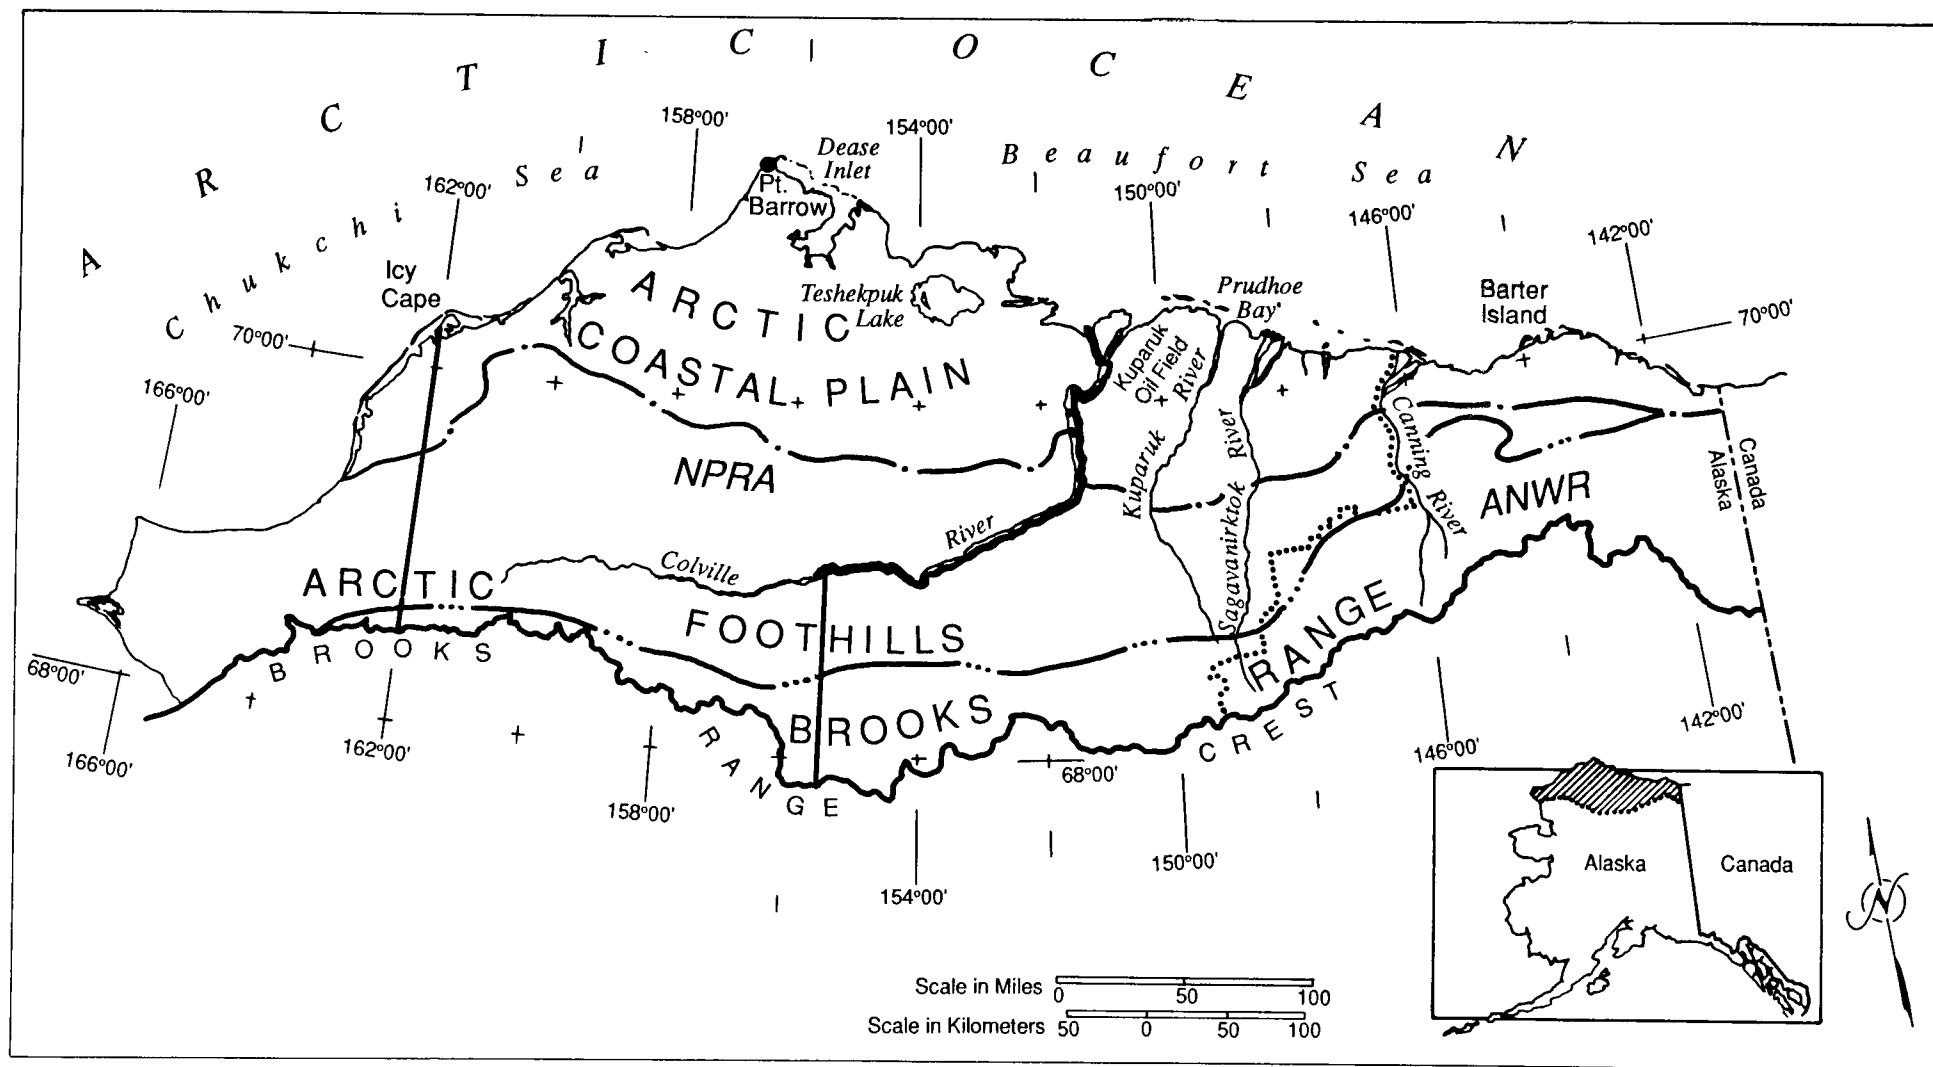 ARCTIC OCEAN
Chukchi Sea
Beaufort Sea
158°00'
154°00'
162°00'
150°00'
146°00'
142°00'
Dease
Inlet
Pt.
Barrow
Icy
Cape
70°00'
166°00'
Teshekpuk
Lake
Prudhoe
Bay
Barter
Island
70°00'
ARCTIC
COASTAL PLAIN
Kuparuk
Oil Field
Kuparuk River
Sagavanirktok River
Canning River
Canada
Alaska
NPRA
ANWR
Colville River
ARCTIC
FOOTHILLS
BROOKS
RANGE
BROOKS
RANGE
CREST
68°00'
166°00'
162°00'
158°00'
154°00'
68°00'
150°00'
146°00'
142°00'
Alaska
Canada
N
Scale in Miles
0 50 100
Scale in Kilometers
50 0 50 100